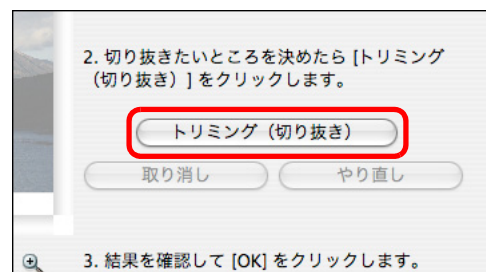 2. 切り抜きたいところを決めたら [トリミング
（切り抜き）] をクリックします。
トリミング（切り抜き）
取り消し やり直し
3. 結果を確認して [OK] をクリックします。